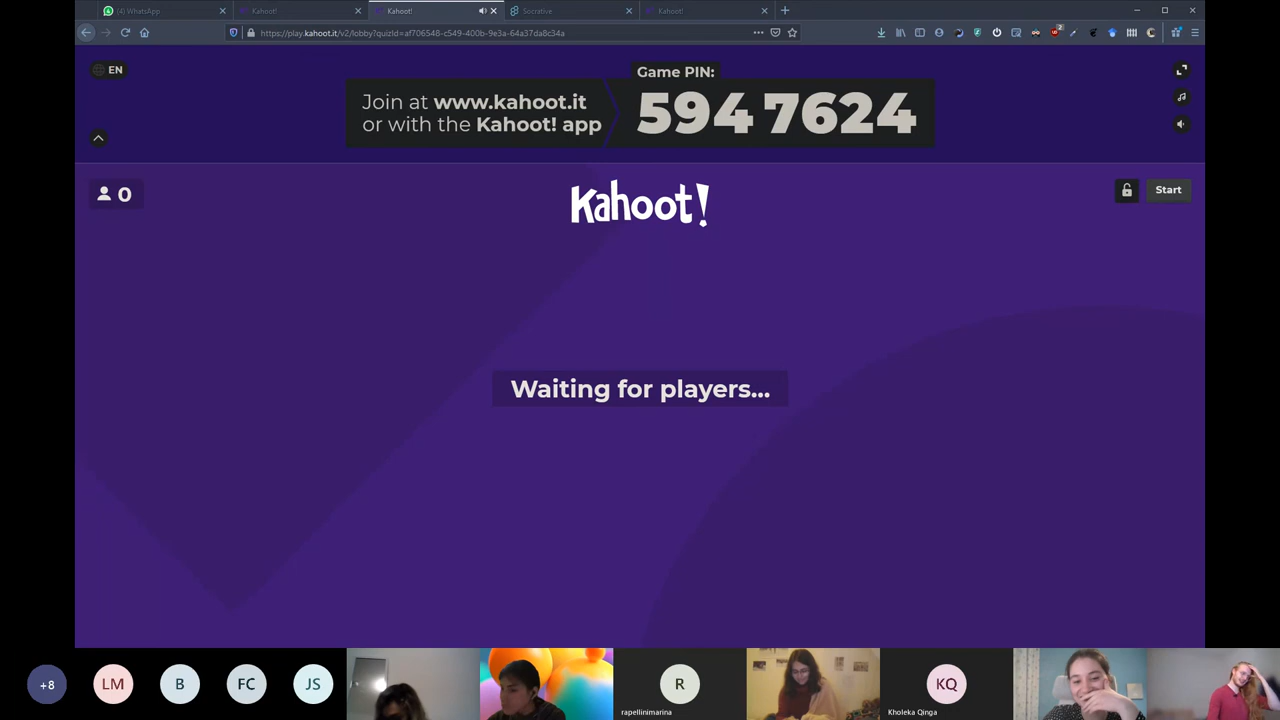 (4) WhatsApp
Kahoot!
Kahoot!
Socrative
Kahoot!
https://play.kahoot.it/v2/lobby?quizId=af706548-c549-400b-9e3a-64a37da8c34a
EN
Join at www.kahoot.it
or with the Kahoot! app
Game PIN:
594 7624
0
Kahoot!
Start
Waiting for players...
+8
LM
B
FC
JS
R
rapellinimarina
KQ
Kholeka Qinga